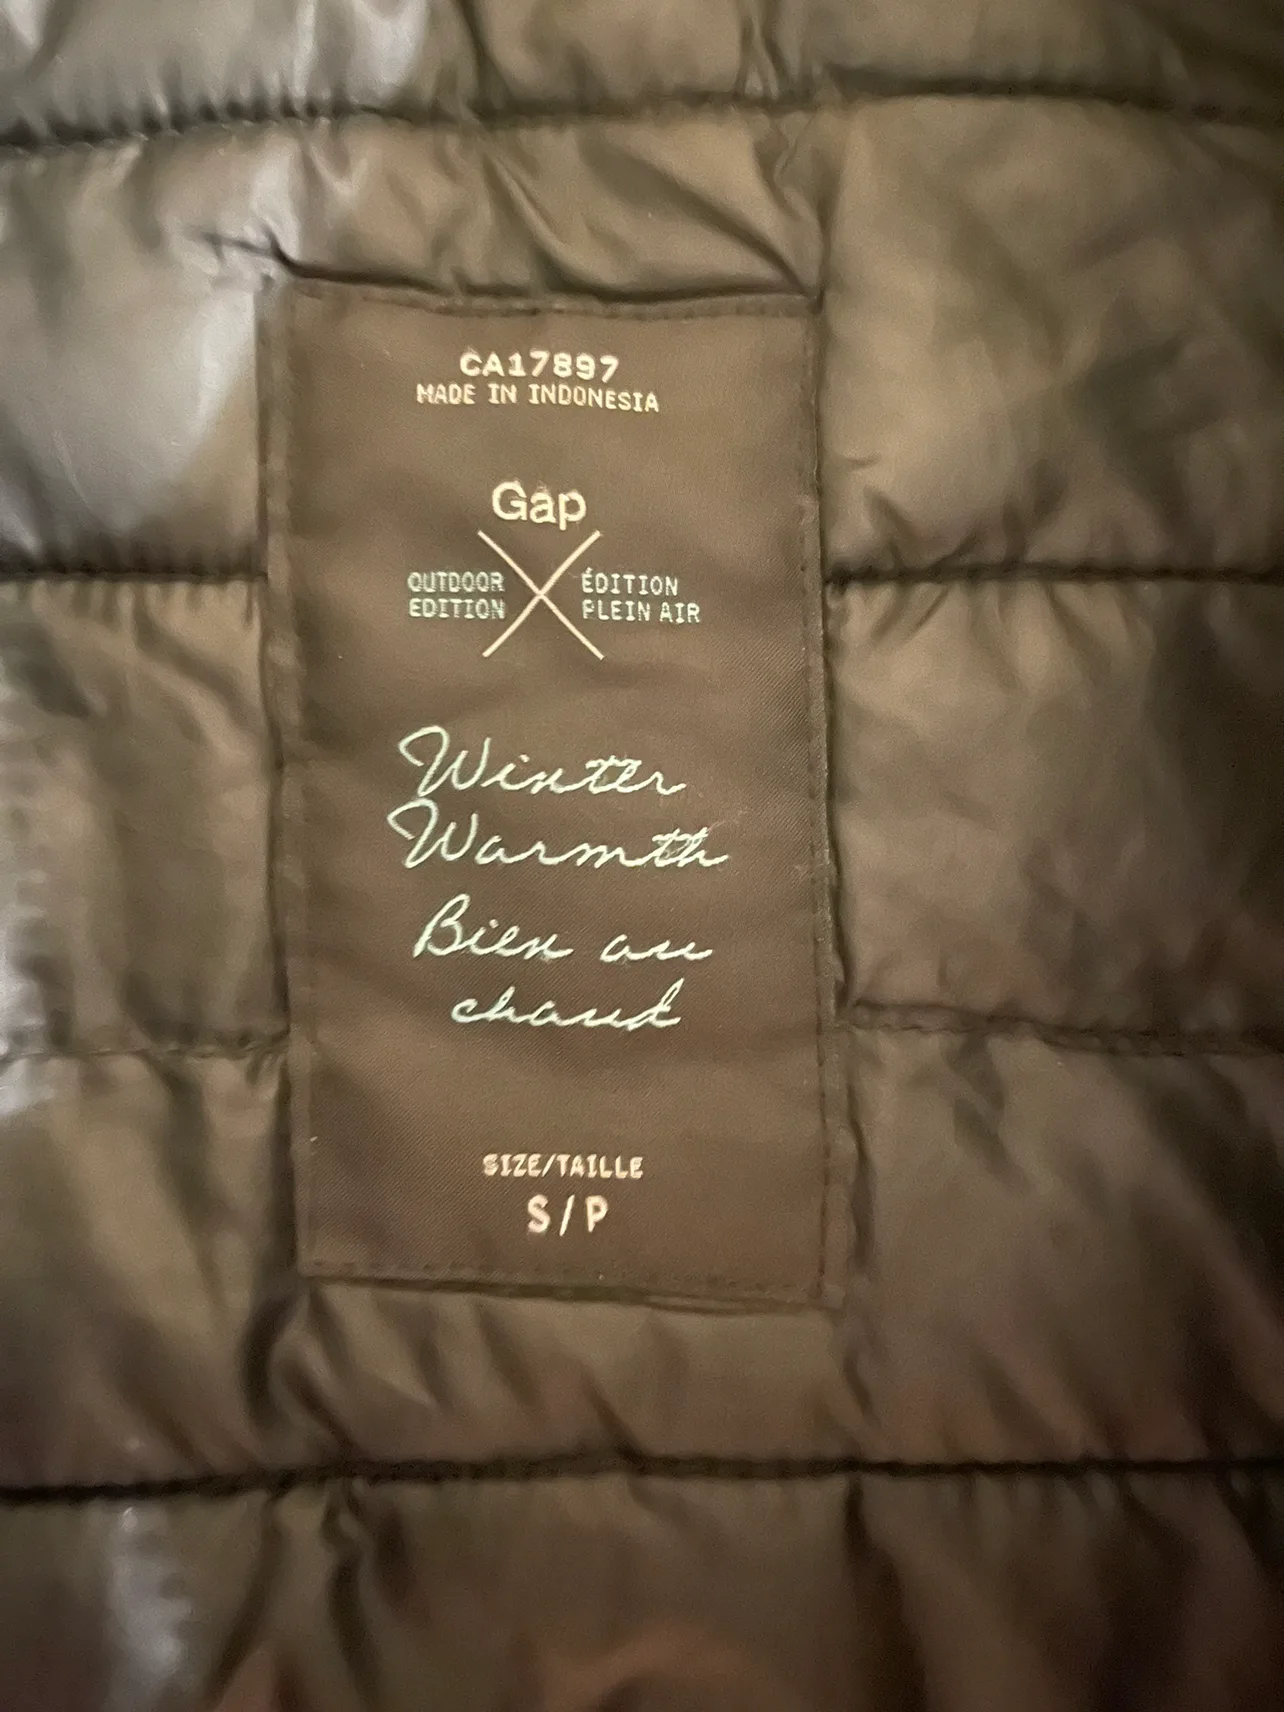 CA17897
MADE IN INDONESIA
Gap
OUTDOOR EDITION
ÉDITION PLEIN AIR
Winter
Warmth
Bien au
chaud
SIZE/TAILLE
S/P